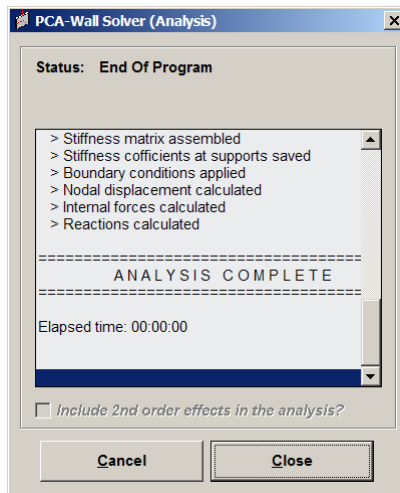 PCA-Wall Solver (Analysis)
Status: End Of Program
> Stiffness matrix assembled
> Stiffness cofficients at supports saved
> Boundary conditions applied
> Nodal displacement calculated
> Internal forces calculated
> Reactions calculated
====================================
A N A L Y S I S C O M P L E T E
====================================
Elapsed time: 00:00:00
Include 2nd order effects in the analysis?
Cancel Close